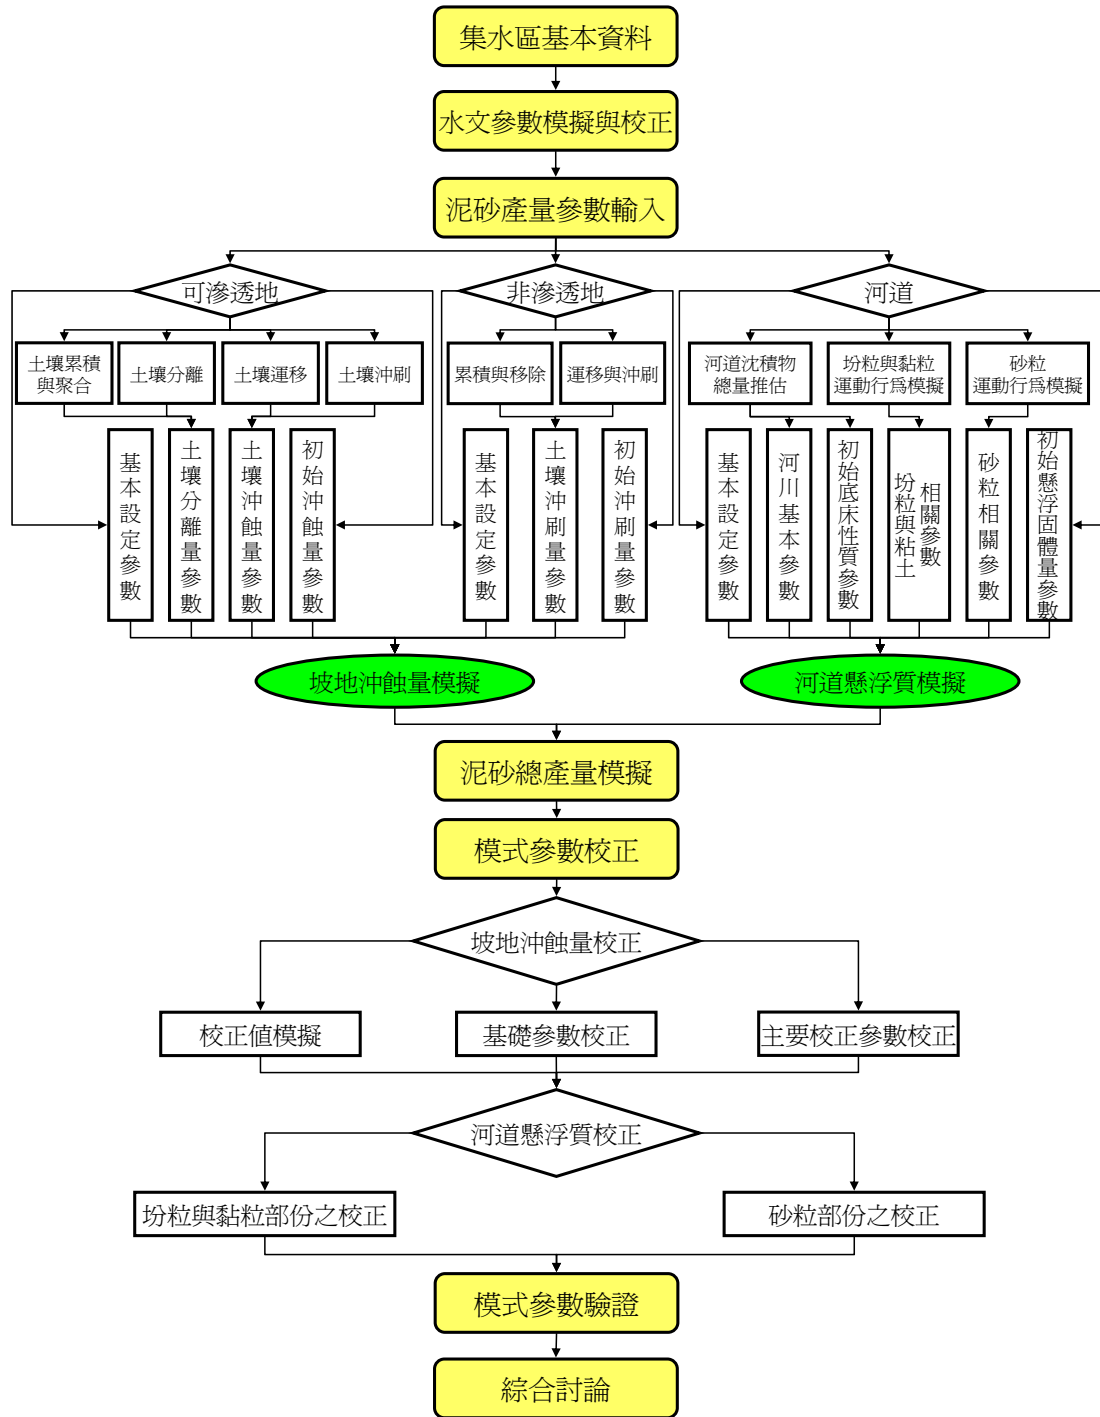 集水區基本資料
水文參數模擬與校正
泥砂產量參數輸入
可滲透地
非滲透地
河道
土壤累積
與聚合
土壤分離
土壤運移
土壤沖刷
累積與移除
運移與沖刷
河道沈積物
總量推估
坋粒與黏粒
運動行爲模擬
砂粒
運動行爲模擬
基本設定參數
土壤分離量參數
土壤沖蝕量參數
初始沖蝕量參數
基本設定參數
土壤沖刷量參數
初始沖刷量參數
基本設定參數
河川基本參數
初始底床性質參數
坋粒與粘土
相關參數
砂粒相關參數
初始懸浮固體量參數
坡地沖蝕量模擬
河道懸浮質模擬
泥砂總產量模擬
模式參數校正
坡地沖蝕量校正
校正值模擬
基礎參數校正
主要校正參數校正
河道懸浮質校正
坋粒與黏粒部份之校正
砂粒部份之校正
模式參數驗證
綜合討論